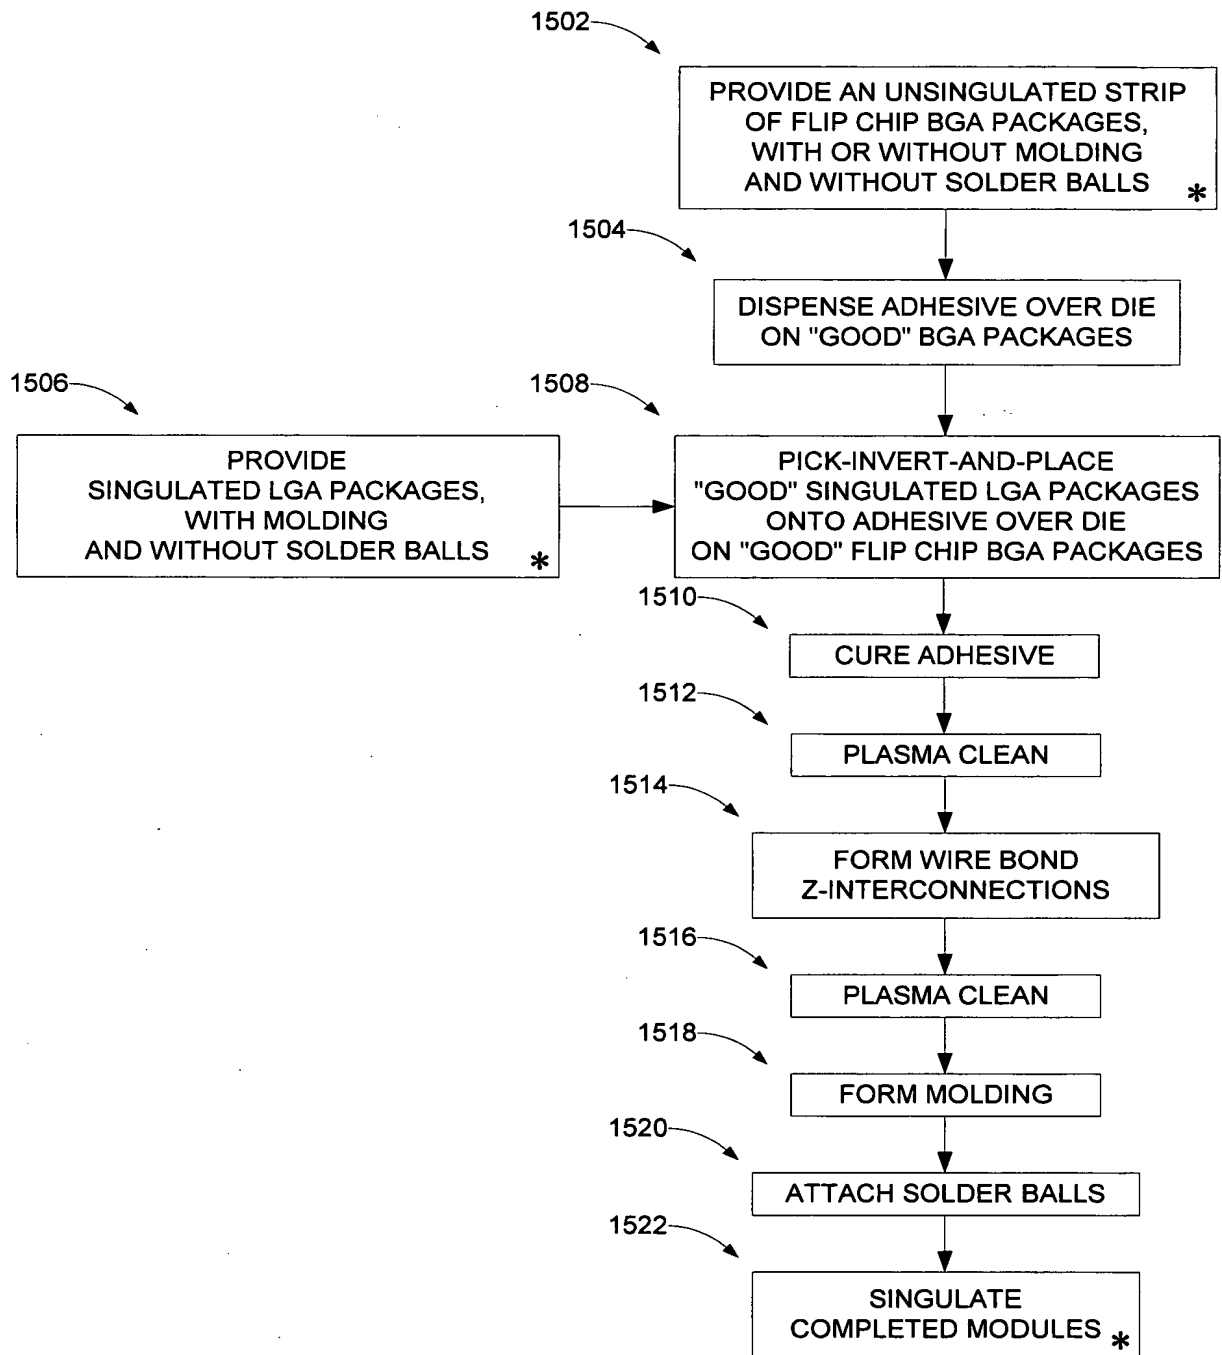 1502
PROVIDE AN UNSINGULATED STRIP
OF FLIP CHIP BGA PACKAGES,
WITH OR WITHOUT MOLDING
AND WITHOUT SOLDER BALLS *
1504
DISPENSE ADHESIVE OVER DIE
ON "GOOD" BGA PACKAGES
1506
PROVIDE
SINGULATED LGA PACKAGES,
WITH MOLDING
AND WITHOUT SOLDER BALLS *
1508
PICK-INVERT-AND-PLACE
"GOOD" SINGULATED LGA PACKAGES
ONTO ADHESIVE OVER DIE
ON "GOOD" FLIP CHIP BGA PACKAGES
1510
CURE ADHESIVE
1512
PLASMA CLEAN
1514
FORM WIRE BOND
Z-INTERCONNECTIONS
1516
PLASMA CLEAN
1518
FORM MOLDING
1520
ATTACH SOLDER BALLS
1522
SINGULATE
COMPLETED MODULES *